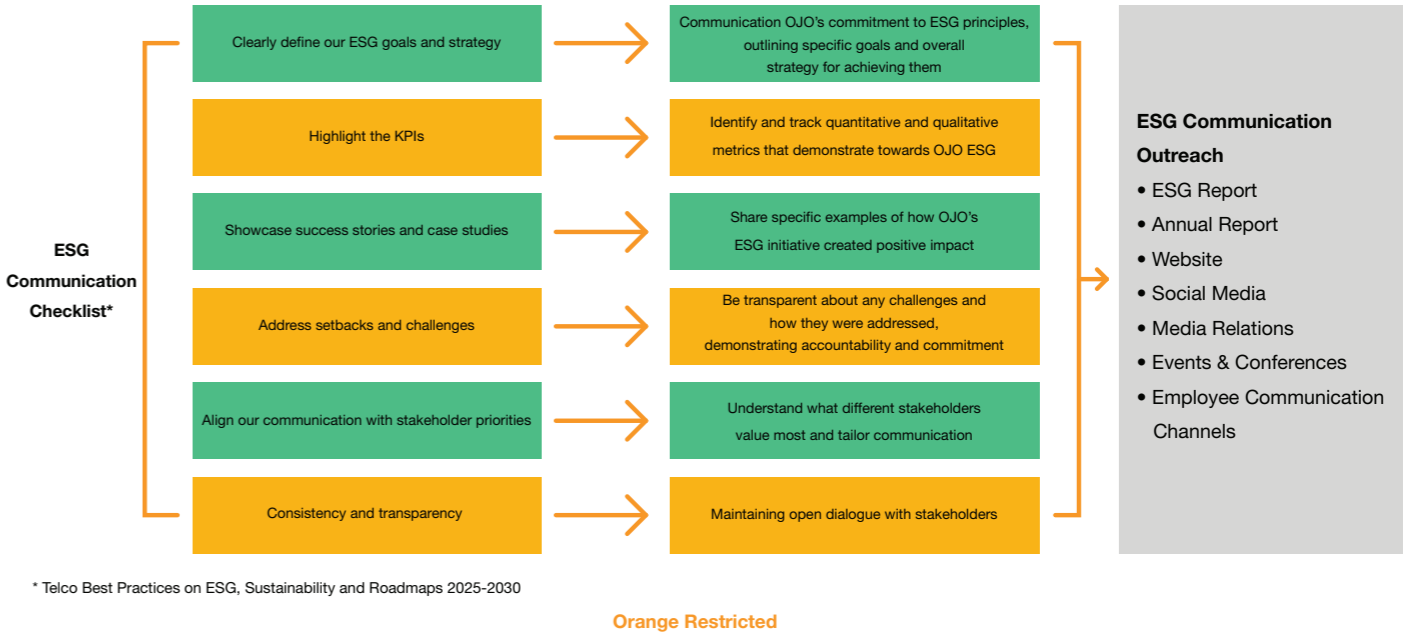 ESG
Communication
Checklist*
Clearly define our ESG goals and strategy
Communication OJO's commitment to ESG principles,
outlining specific goals and overall
strategy for achieving them
Highlight the KPIs
Identify and track quantitative and qualitative
metrics that demonstrate towards OJO ESG
Showcase success stories and case studies
Share specific examples of how OJO's
ESG initiative created positive impact
Address setbacks and challenges
Be transparent about any challenges and
how they were addressed,
demonstrating accountability and commitment
Align our communication with stakeholder priorities
Understand what different stakeholders
value most and tailor communication
Consistency and transparency
Maintaining open dialogue with stakeholders
ESG Communication
Outreach
• ESG Report
• Annual Report
• Website
• Social Media
• Media Relations
• Events & Conferences
• Employee Communication
Channels
* Telco Best Practices on ESG, Sustainability and Roadmaps 2025-2030
Orange Restricted